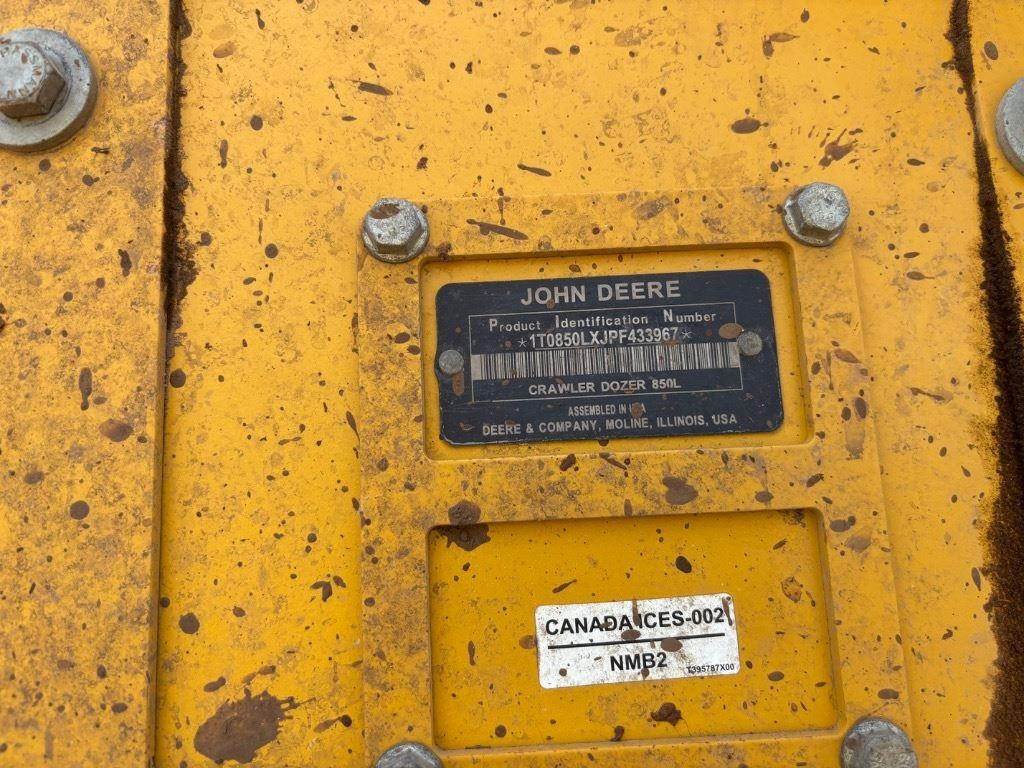 JOHN DEERE
Product Identification Number
*1T0850LXJPF433967*
CRAWLER DOZER 850L
ASSEMBLED IN
DEERE & COMPANY, MOLINE, ILLINOIS, USA
CANADA ICES-002
NMB2
T395787X00